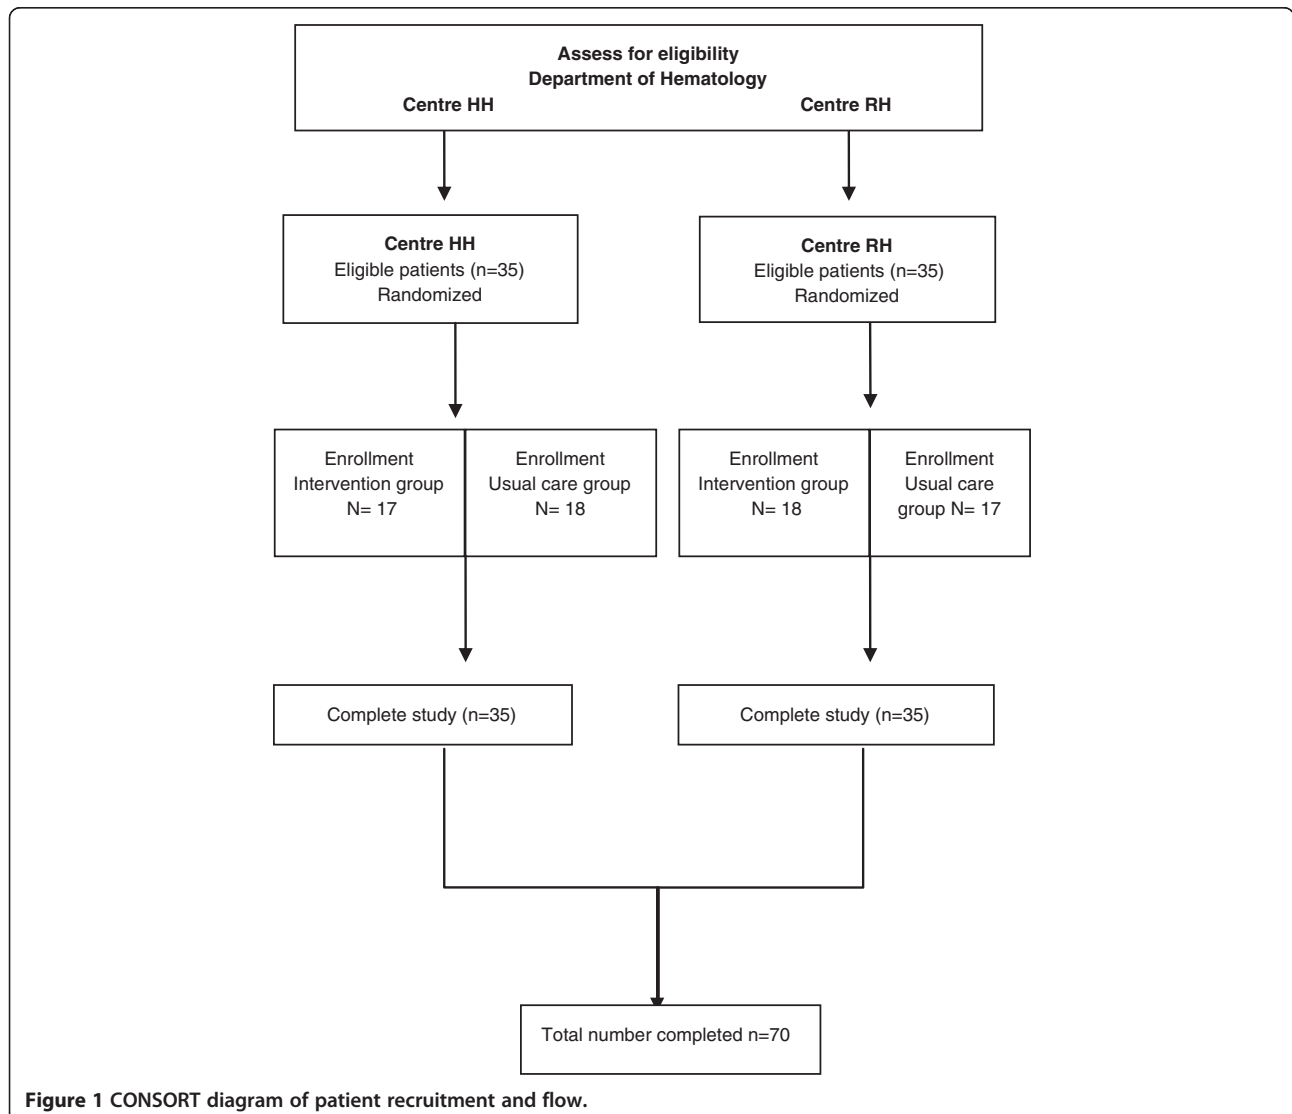 Assess for eligibility
Department of Hematology
Centre HH
Centre RH
Centre HH
Eligible patients (n=35)
Randomized
Centre RH
Eligible patients (n=35)
Randomized
Enrollment
Intervention group
N= 17
Enrollment
Usual care group
N= 18
Enrollment
Intervention group
N= 18
Enrollment
Usual care
group N= 17
Complete study (n=35)
Complete study (n=35)
Total number completed n=70
Figure 1 CONSORT diagram of patient recruitment and flow.